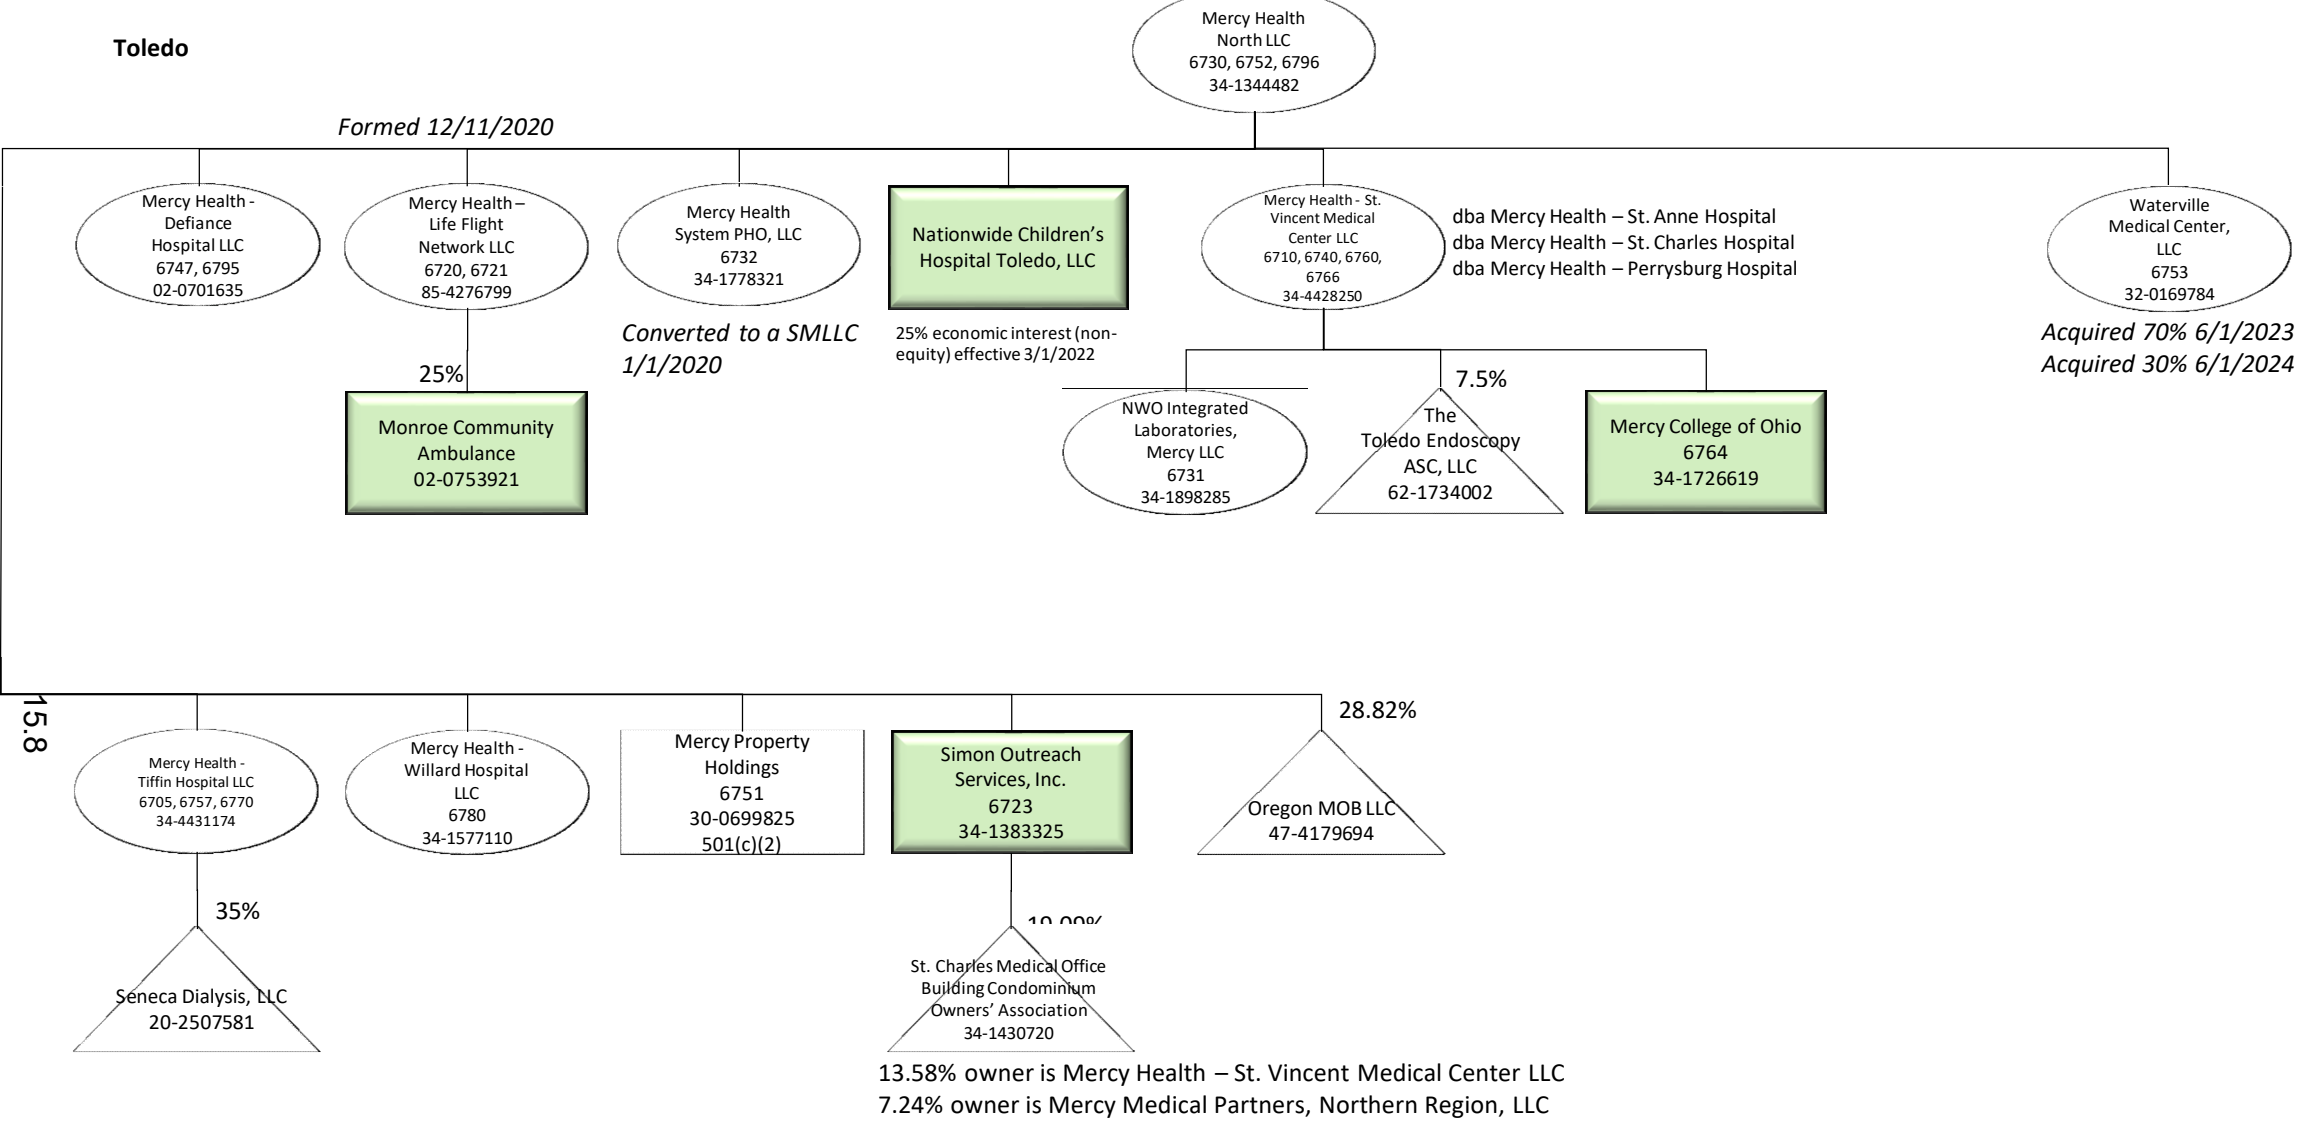 Toledo
Mercy Health
North LLC
6730, 6752, 6796
34-1344482
Formed 12/11/2020
Mercy Health -
Defiance
Hospital LLC
6747, 6795
02-0701635
Mercy Health –
Life Flight
Network LLC
6720, 6721
85-4276799
Mercy Health
System PHO, LLC
6732
34-1778321
Nationwide Children’s
Hospital Toledo, LLC
Mercy Health - St.
Vincent Medical
Center LLC
6710, 6740, 6760,
6766
34-4428250
dba Mercy Health – St. Anne Hospital
dba Mercy Health – St. Charles Hospital
dba Mercy Health – Perrysburg Hospital
Waterville
Medical Center,
LLC
6753
32-0169784
Converted to a SMLLC
1/1/2020
25% economic interest (non-
equity) effective 3/1/2022
Acquired 70% 6/1/2023
Acquired 30% 6/1/2024
25%
Monroe Community
Ambulance
02-0753921
NWO Integrated
Laboratories,
Mercy LLC
6731
34-1898285
7.5%
The
Toledo Endoscopy
ASC, LLC
62-1734002
Mercy College of Ohio
6764
34-1726619
15.8
Mercy Health -
Tiffin Hospital LLC
6705, 6757, 6770
34-4431174
Mercy Health -
Willard Hospital
LLC
6780
34-1577110
Mercy Property
Holdings
6751
30-0699825
501(c)(2)
Simon Outreach
Services, Inc.
6723
34-1383325
28.82%
Oregon MOB LLC
47-4179694
35%
Seneca Dialysis, LLC
20-2507581
St. Charles Medical Office
Building Condominium
Owners’ Association
34-1430720
13.58% owner is Mercy Health – St. Vincent Medical Center LLC
7.24% owner is Mercy Medical Partners, Northern Region, LLC